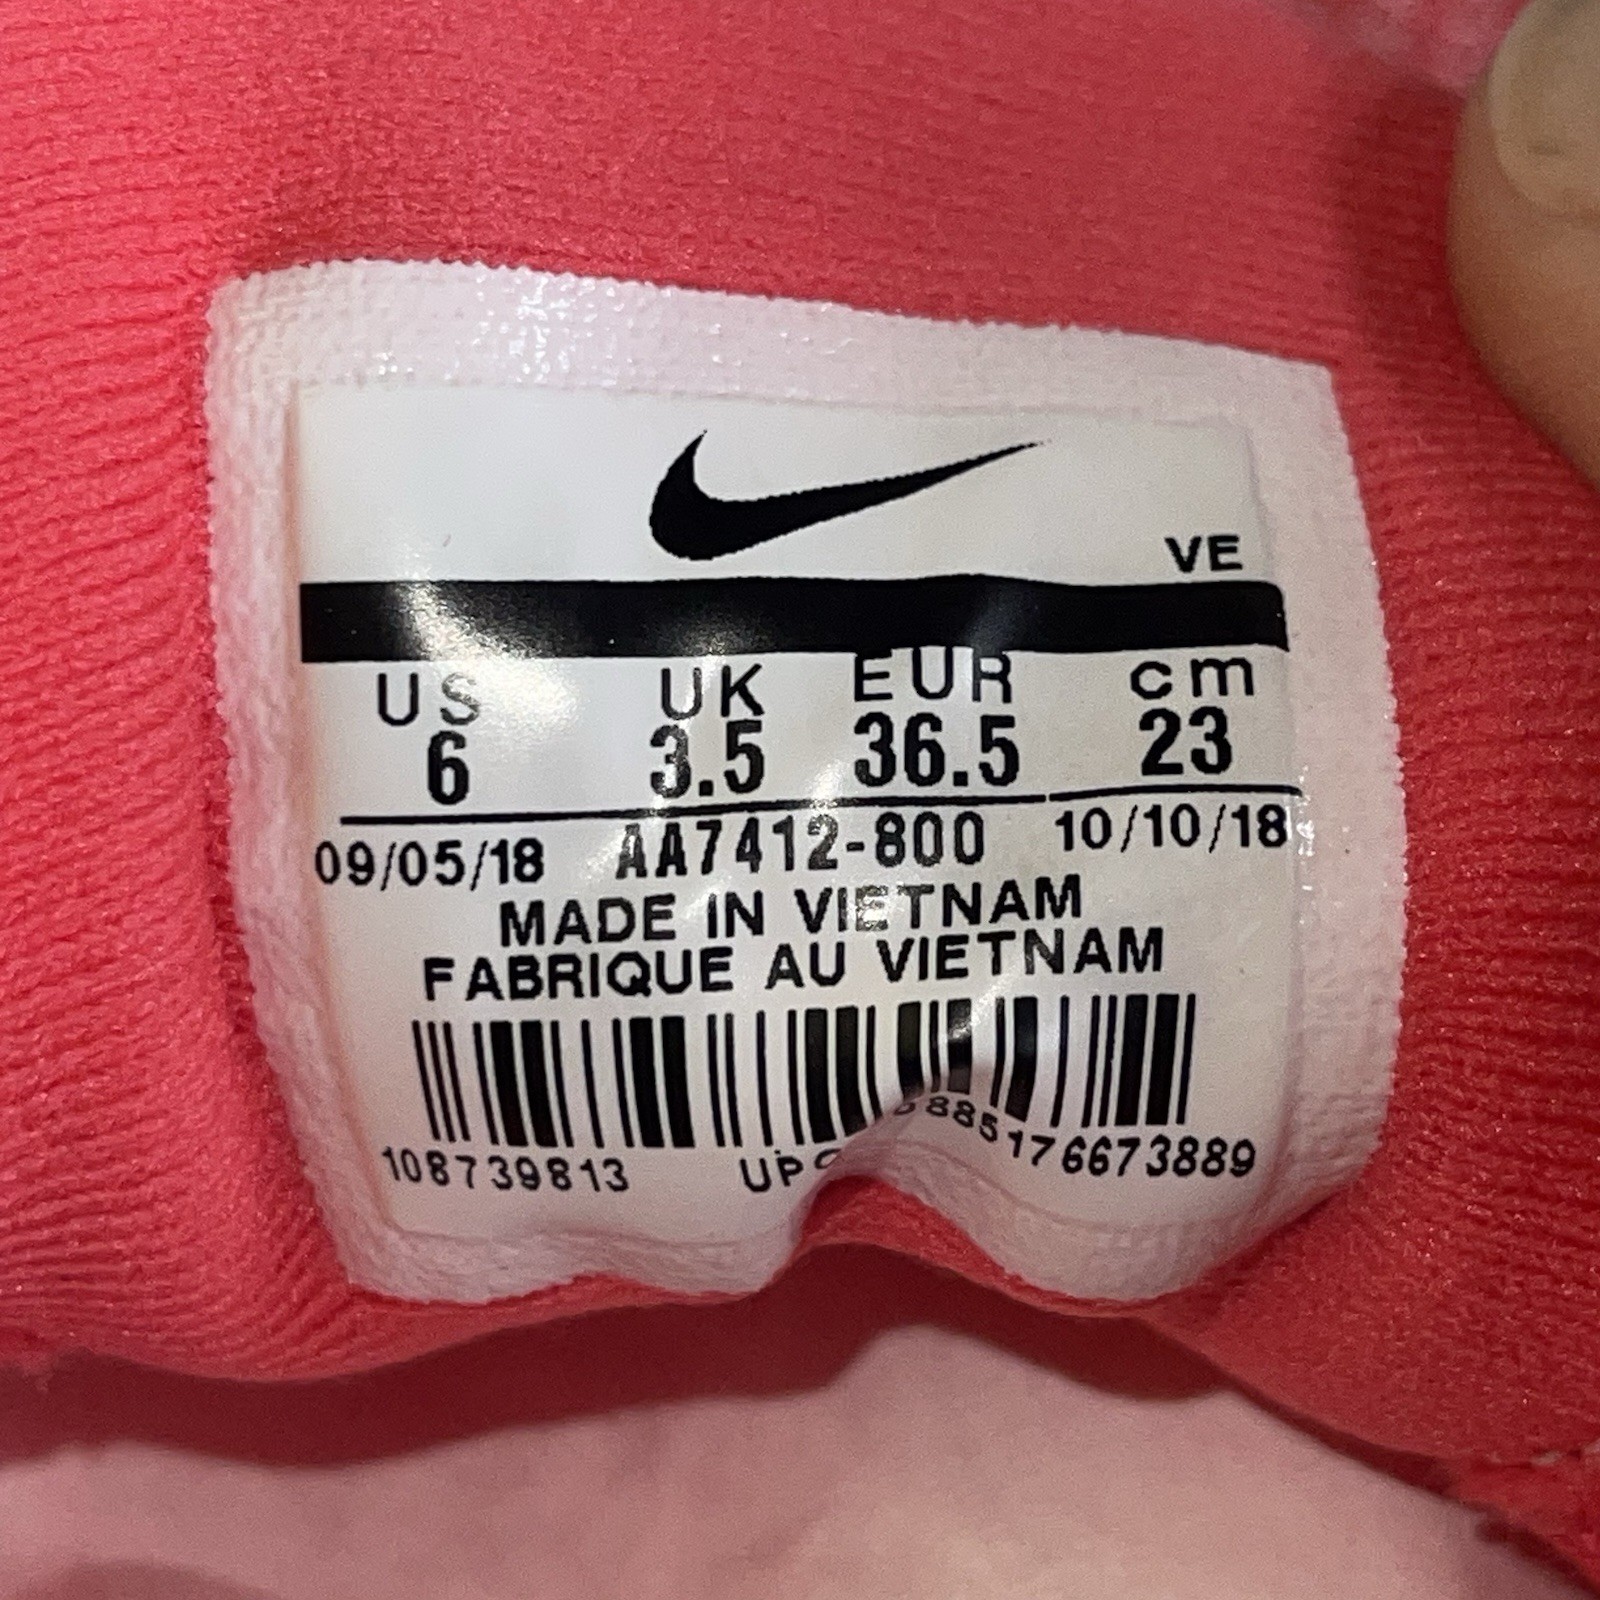 VE
US UK EUR cm
6 3.5 36.5 23
09/05/18 AA7412-800 10/10/18
MADE IN VIETNAM
FABRIQUE AU VIETNAM
108739813 885176673889